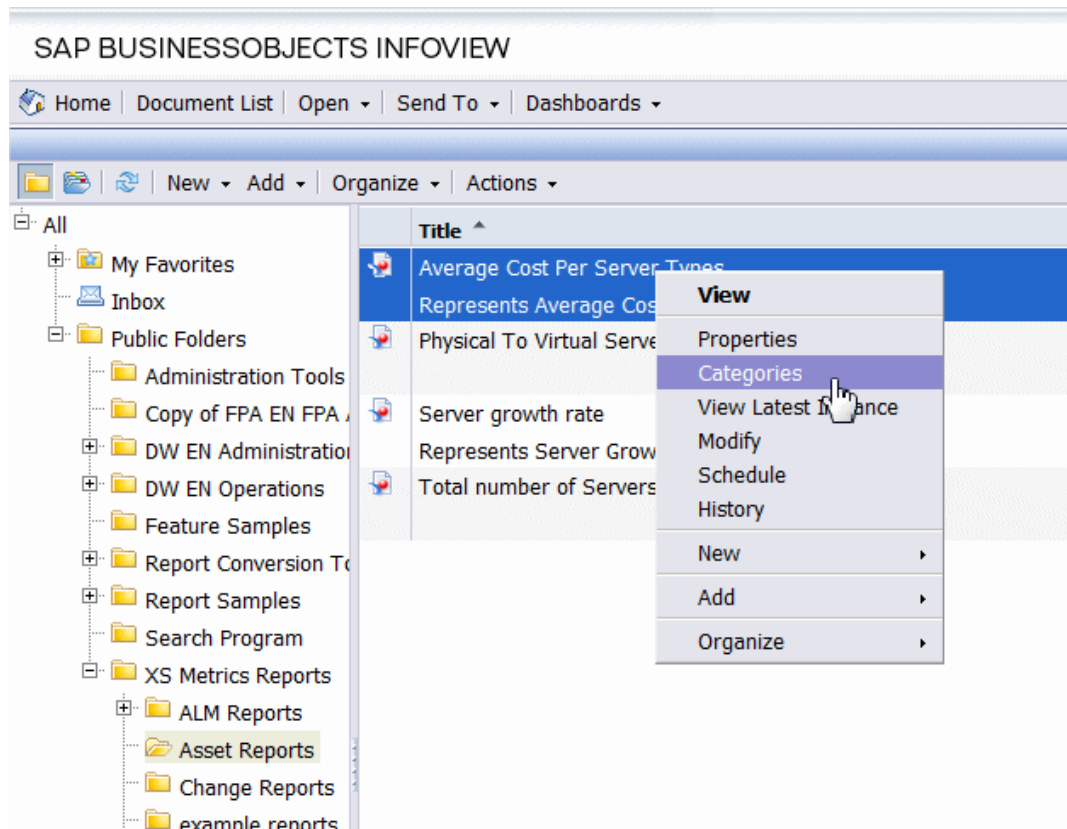 SAP BUSINESSOBJECTS INFOVIEW
Home Document List Open Send To Dashboards
New Add Organize Actions
All
My Favorites
Inbox
Public Folders
Administration Tools
Copy of FPA EN FPA
DW EN Administration
DW EN Operations
Feature Samples
Report Conversion To
Report Samples
Search Program
XS Metrics Reports
ALM Reports
Asset Reports
Change Reports
example reports
Title
Average Cost Per Server Types
Represents Average Cos
Physical To Virtual Serve
Server growth rate
Represents Server Grow
Total number of Servers
View
Properties
Categories
View Latest Instance
Modify
Schedule
History
New
Add
Organize